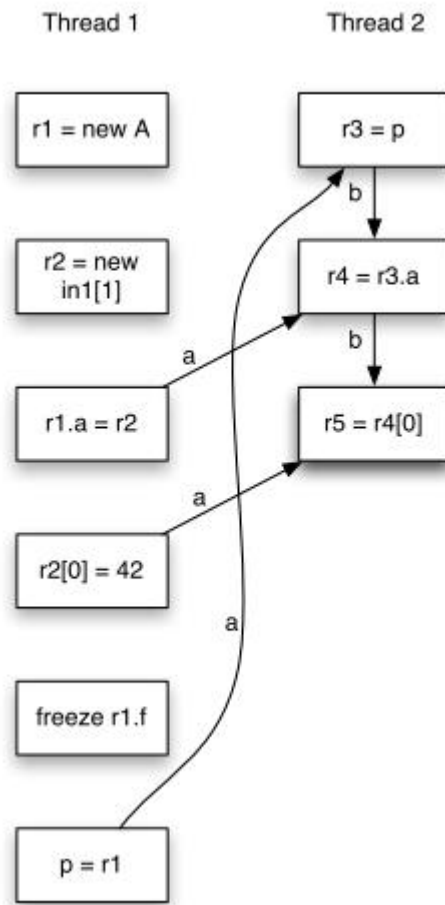 Thread 1
Thread 2
r1 = new A
r3 = p
b
r2 = new
in1[1]
r4 = r3.a
a
b
r1.a = r2
r5 = r4[0]
a
r2[0] = 42
a
freeze r1.f
p = r1